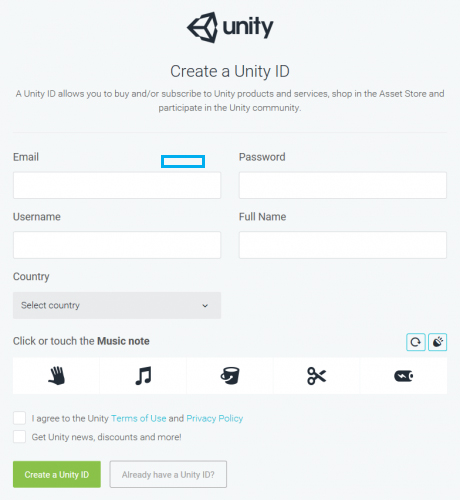 unity
Create a Unity ID
A Unity ID allows you to buy and/or subscribe to Unity products and services, shop in the Asset Store and
participate in the Unity community.
Email
Password
Username
Full Name
Country
Select country
Click or touch the Music note
I agree to the Unity Terms of Use and Privacy Policy
Get Unity news, discounts and more!
Create a Unity ID
Already have a Unity ID?